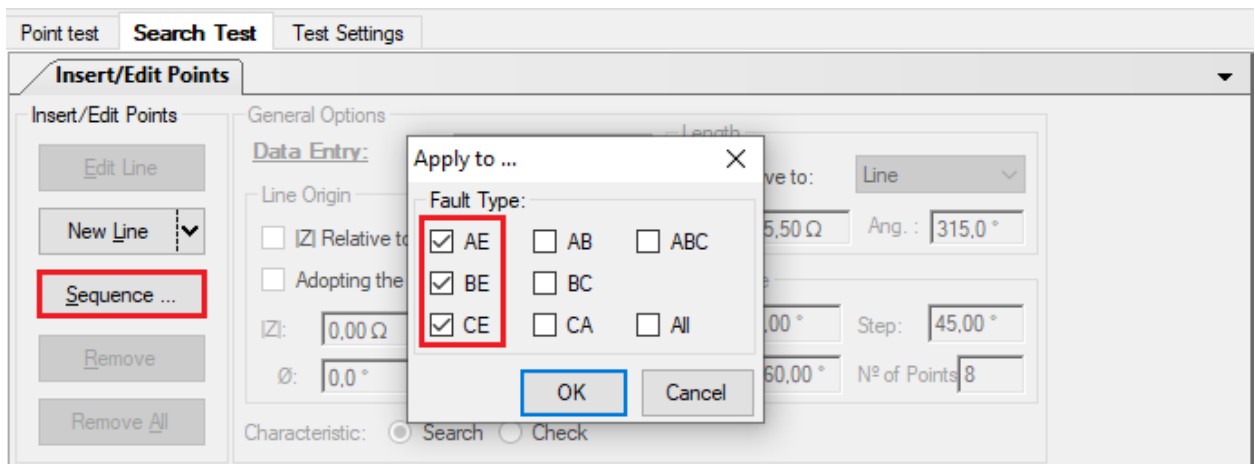 Point test Search Test Test Settings
Insert/Edit Points
Insert/Edit Points
Edit Line
New Line
Sequence ...
Remove
Remove All
General Options
Data Entry:
Line Origin
|Z| Relative to
Adopting the
|Z|: 0,00 Ω
Ø: 0,0 °
Characteristic: Search Check
Apply to ...
Fault Type:
AE AB ABC
BE BC
CE CA All
OK Cancel
Length
ve to: Line
5,50 Ω Ang. : 315,0 °
,00 ° Step: 45,00 °
60,00 ° Nº of Points 8